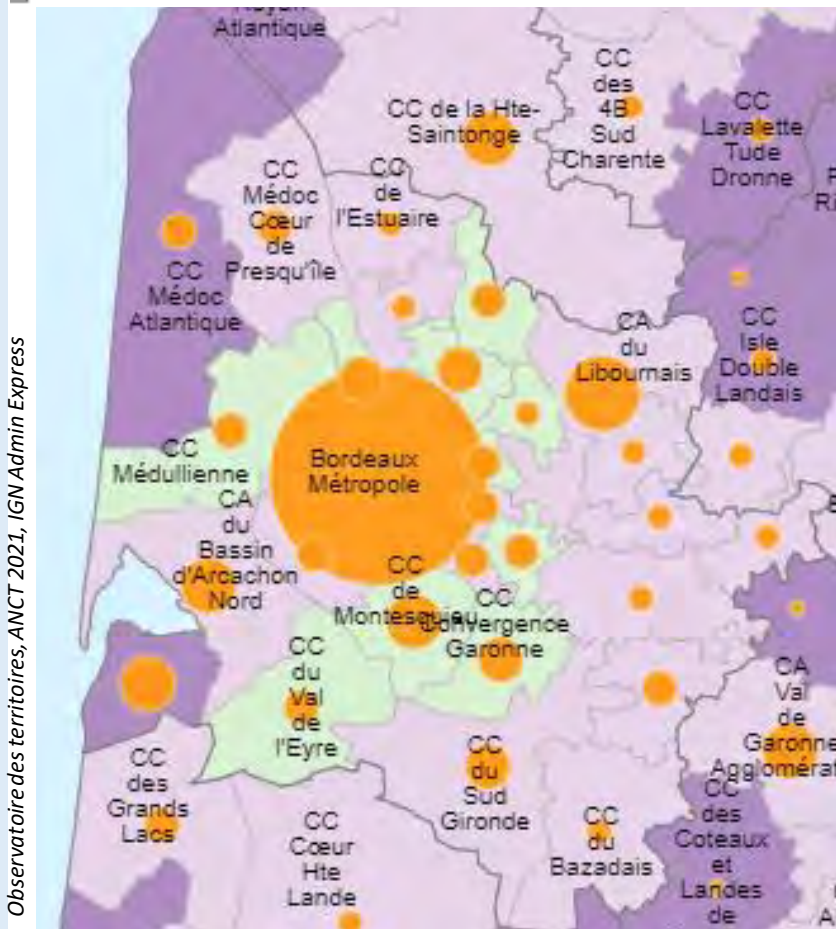 Observatoire des territoires, ANCT 2021, IGN Admin Express
Atlantique
CC de la Hte-
Saintonge
CC
des
4B
Sud
Charente
CC
Lavalette
Tude
Dronne
CC
Médoc
Cœur
de
Presqu'île
CC
de
l'Estuaire
CC
Médoc
Atlantique
CA
du
Libournais
CC
Isle
Double
Landais
CC
Médullienne
Bordeaux
Métropole
CA
du
Bassin
d'Arcachon
Nord
CC
de
Montesquieu
CC
Convergence
Garonne
CC
du
Val
de
l'Eyre
CA
Val
de
Garonne
CC
des
Grands
Lacs
CC
du
Sud
Gironde
CC
Cœur
Hte
Lande
CC
du
Bazadais
CC
des
Coteaux
et
Landes
de